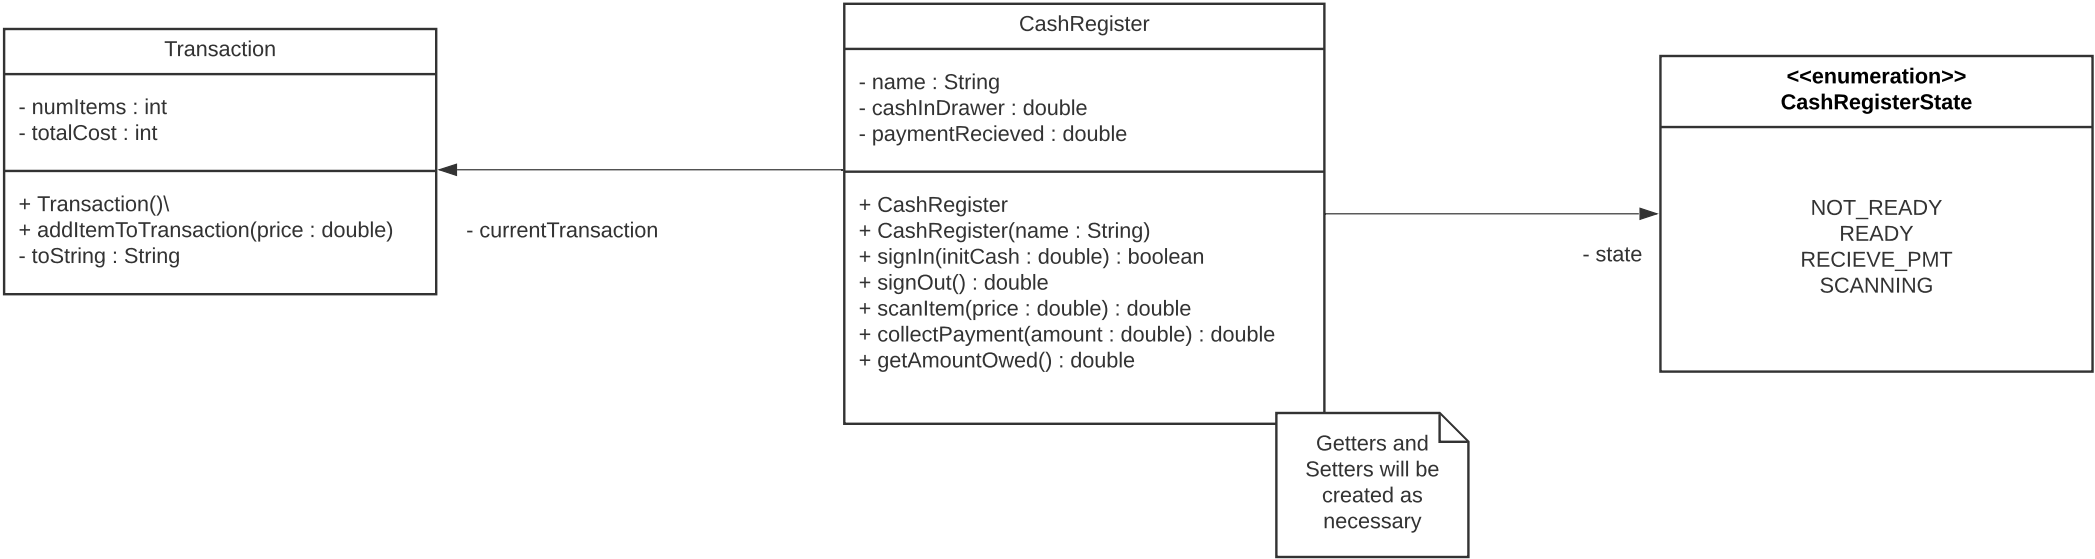 Transaction
- numItems : int
- totalCost : int
+ Transaction()\
+ addItemToTransaction(price : double)
- toString : String
- currentTransaction
CashRegister
- name : String
- cashInDrawer : double
- paymentRecieved : double
+ CashRegister
+ CashRegister(name : String)
+ signIn(initCash : double) : boolean
+ signOut() : double
+ scanItem(price : double) : double
+ collectPayment(amount : double) : double
+ getAmountOwed() : double
Getters and
Setters will be
created as
necessary
- state
<<enumeration>>
CashRegisterState
NOT_READY
READY
RECIEVE_PMT
SCANNING